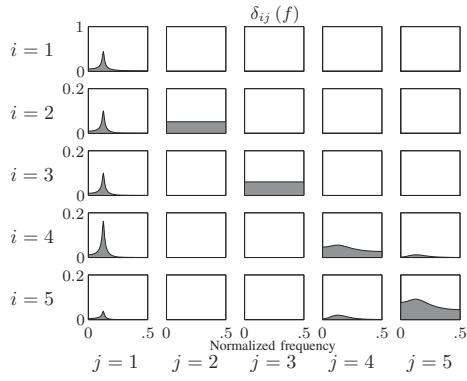 δij (f)
1
i = 1
0
0.2
i = 2
0
0.2
i = 3
0
0.2
i = 4
0
0.2
i = 5
0
0 .5 0 .5 0 .5 0 .5 0 .5
Normalized frequency
j = 1 j = 2 j = 3 j = 4 j = 5